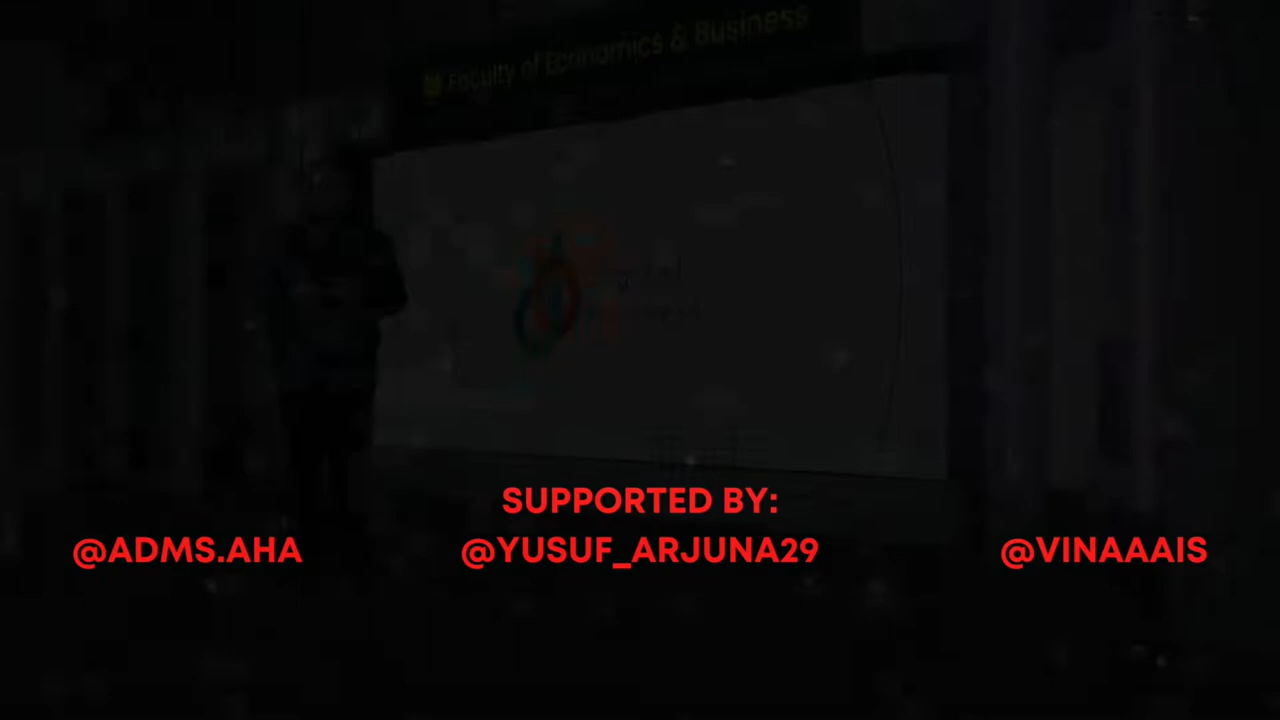 Faculty of Economics & Business
SUPPORTED BY:
@ADMS.AHA @YUSUF_ARJUNA29 @VINAAAIS